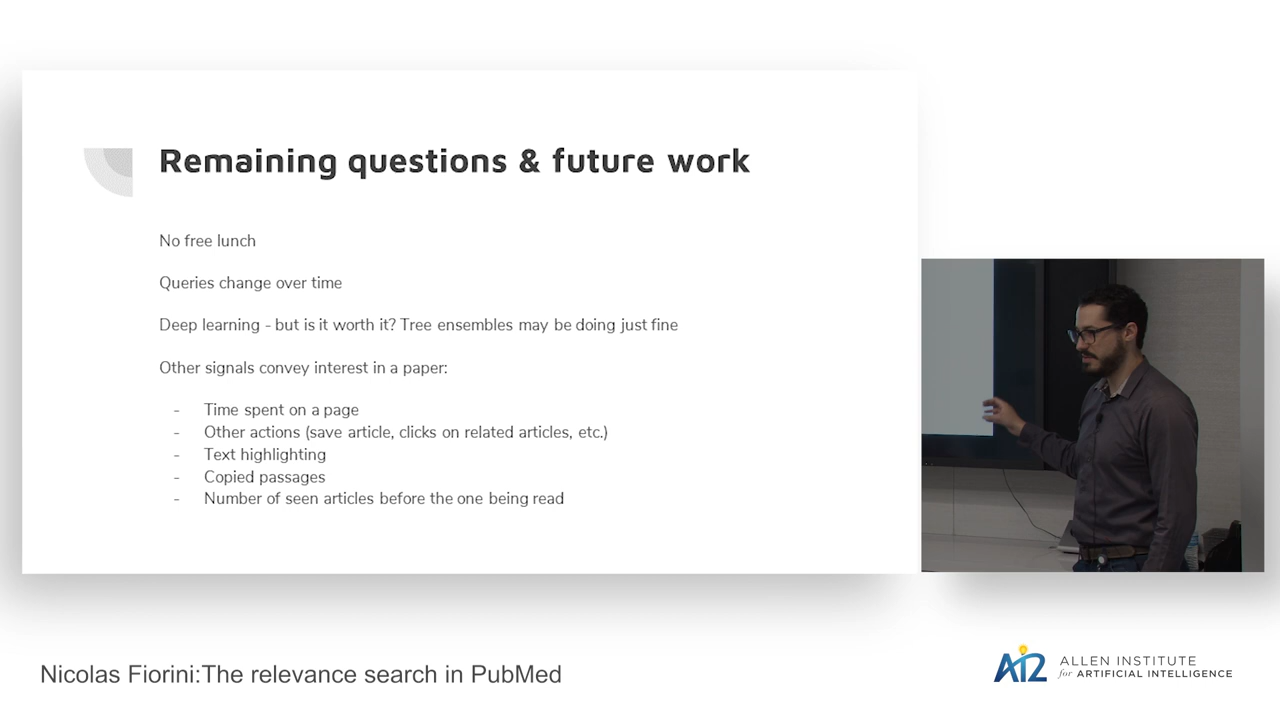 Remaining questions & future work
No free lunch
Queries change over time
Deep learning - but is it worth it? Tree ensembles may be doing just fine
Other signals convey interest in a paper:
- Time spent on a page
- Other actions (save article, clicks on related articles, etc.)
- Text highlighting
- Copied passages
- Number of seen articles before the one being read
Nicolas Fiorini:The relevance search in PubMed
AI2 ALLEN INSTITUTE
for ARTIFICIAL INTELLIGENCE